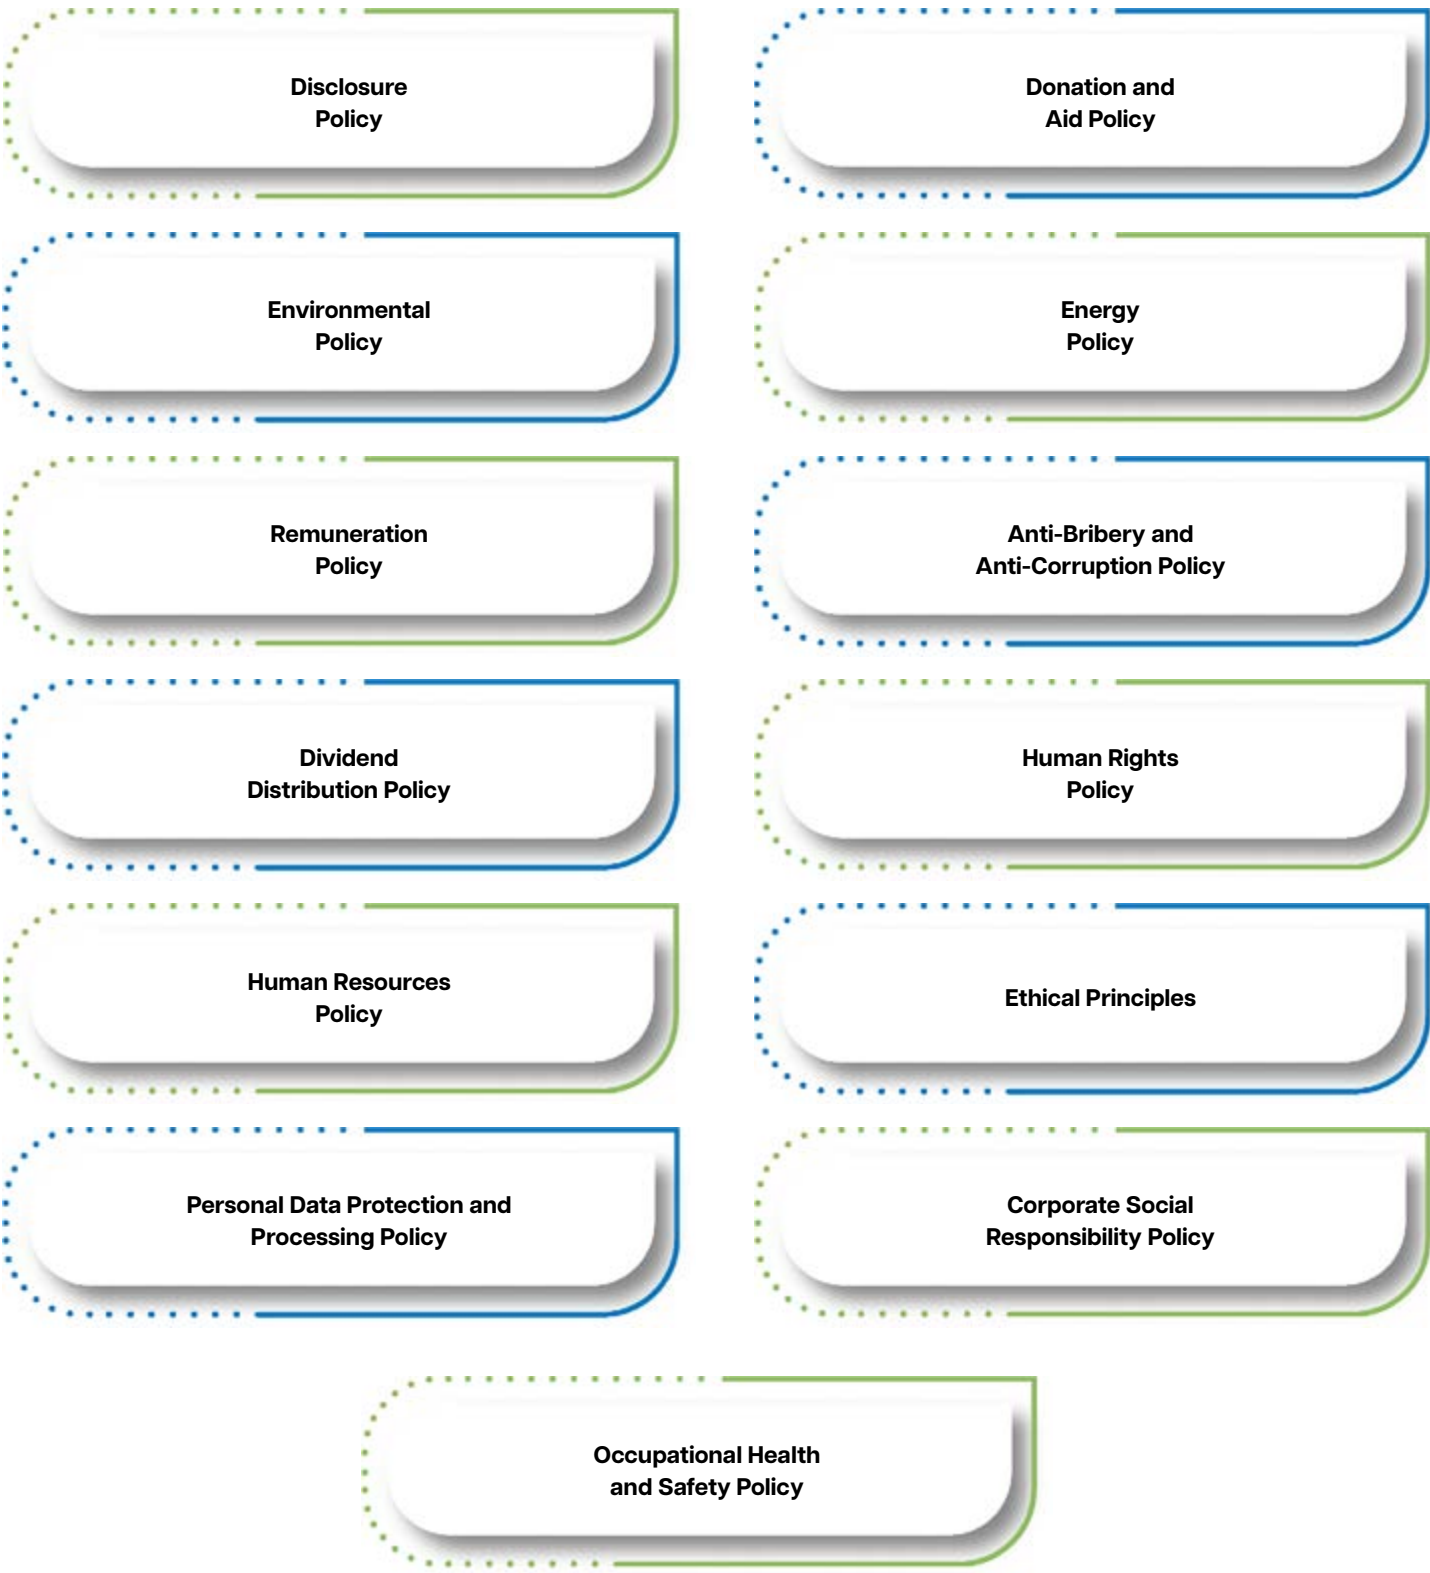 Disclosure
Policy
Donation and
Aid Policy
Environmental
Policy
Energy
Policy
Remuneration
Policy
Anti-Bribery and
Anti-Corruption Policy
Dividend
Distribution Policy
Human Rights
Policy
Human Resources
Policy
Ethical Principles
Personal Data Protection and
Processing Policy
Corporate Social
Responsibility Policy
Occupational Health
and Safety Policy